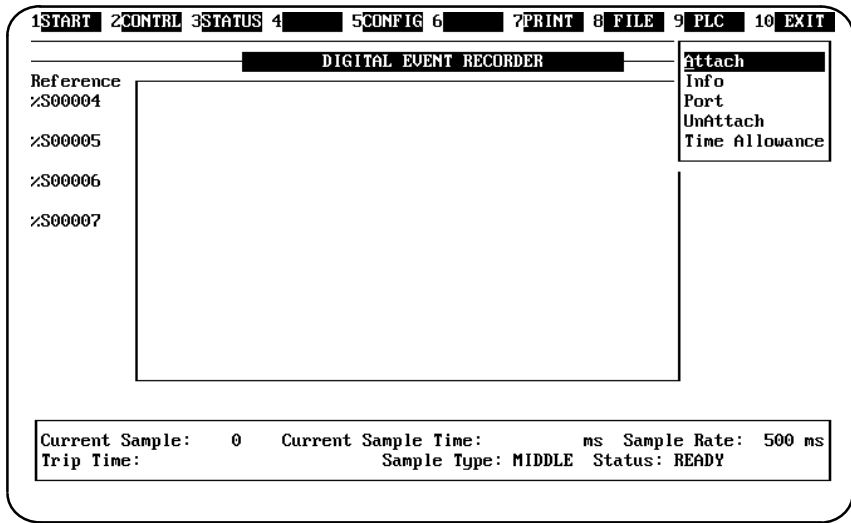 1START 2CONTRL 3STATUS 4 5CONFIG 6 7PRINT 8 FILE 9 PLC 10 EXIT
DIGITAL EVENT RECORDER
Attach
Info
Port
UnAttach
Time Allowance
Reference
%S00004
%S00005
%S00006
%S00007
Current Sample: 0 Current Sample Time: ms Sample Rate: 500 ms
Trip Time: Sample Type: MIDDLE Status: READY